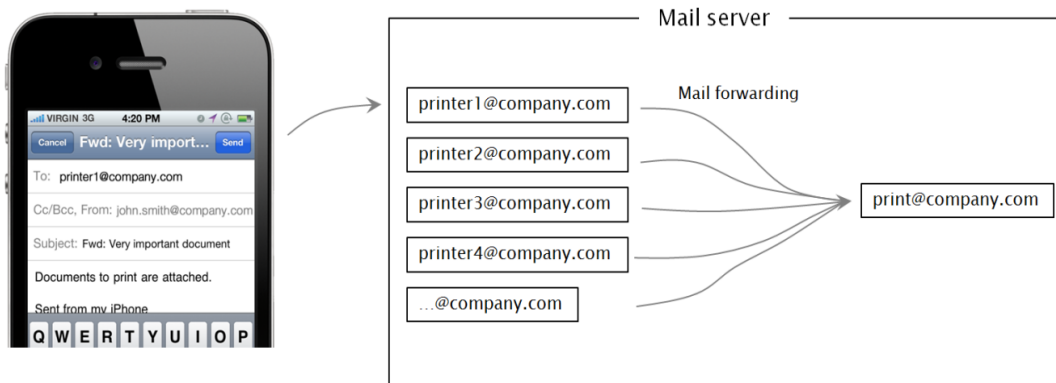 VIRGIN 3G 4:20 PM
Cancel Fwd: Very import... Send
To: printer1@company.com
Cc/Bcc, From: john.smith@company.com
Subject: Fwd: Very important document
Documents to print are attached.
Sent from my iPhone
Q W E R T Y U I O P
Mail server
printer1@company.com
Mail forwarding
printer2@company.com
printer3@company.com
print@company.com
printer4@company.com
...@company.com